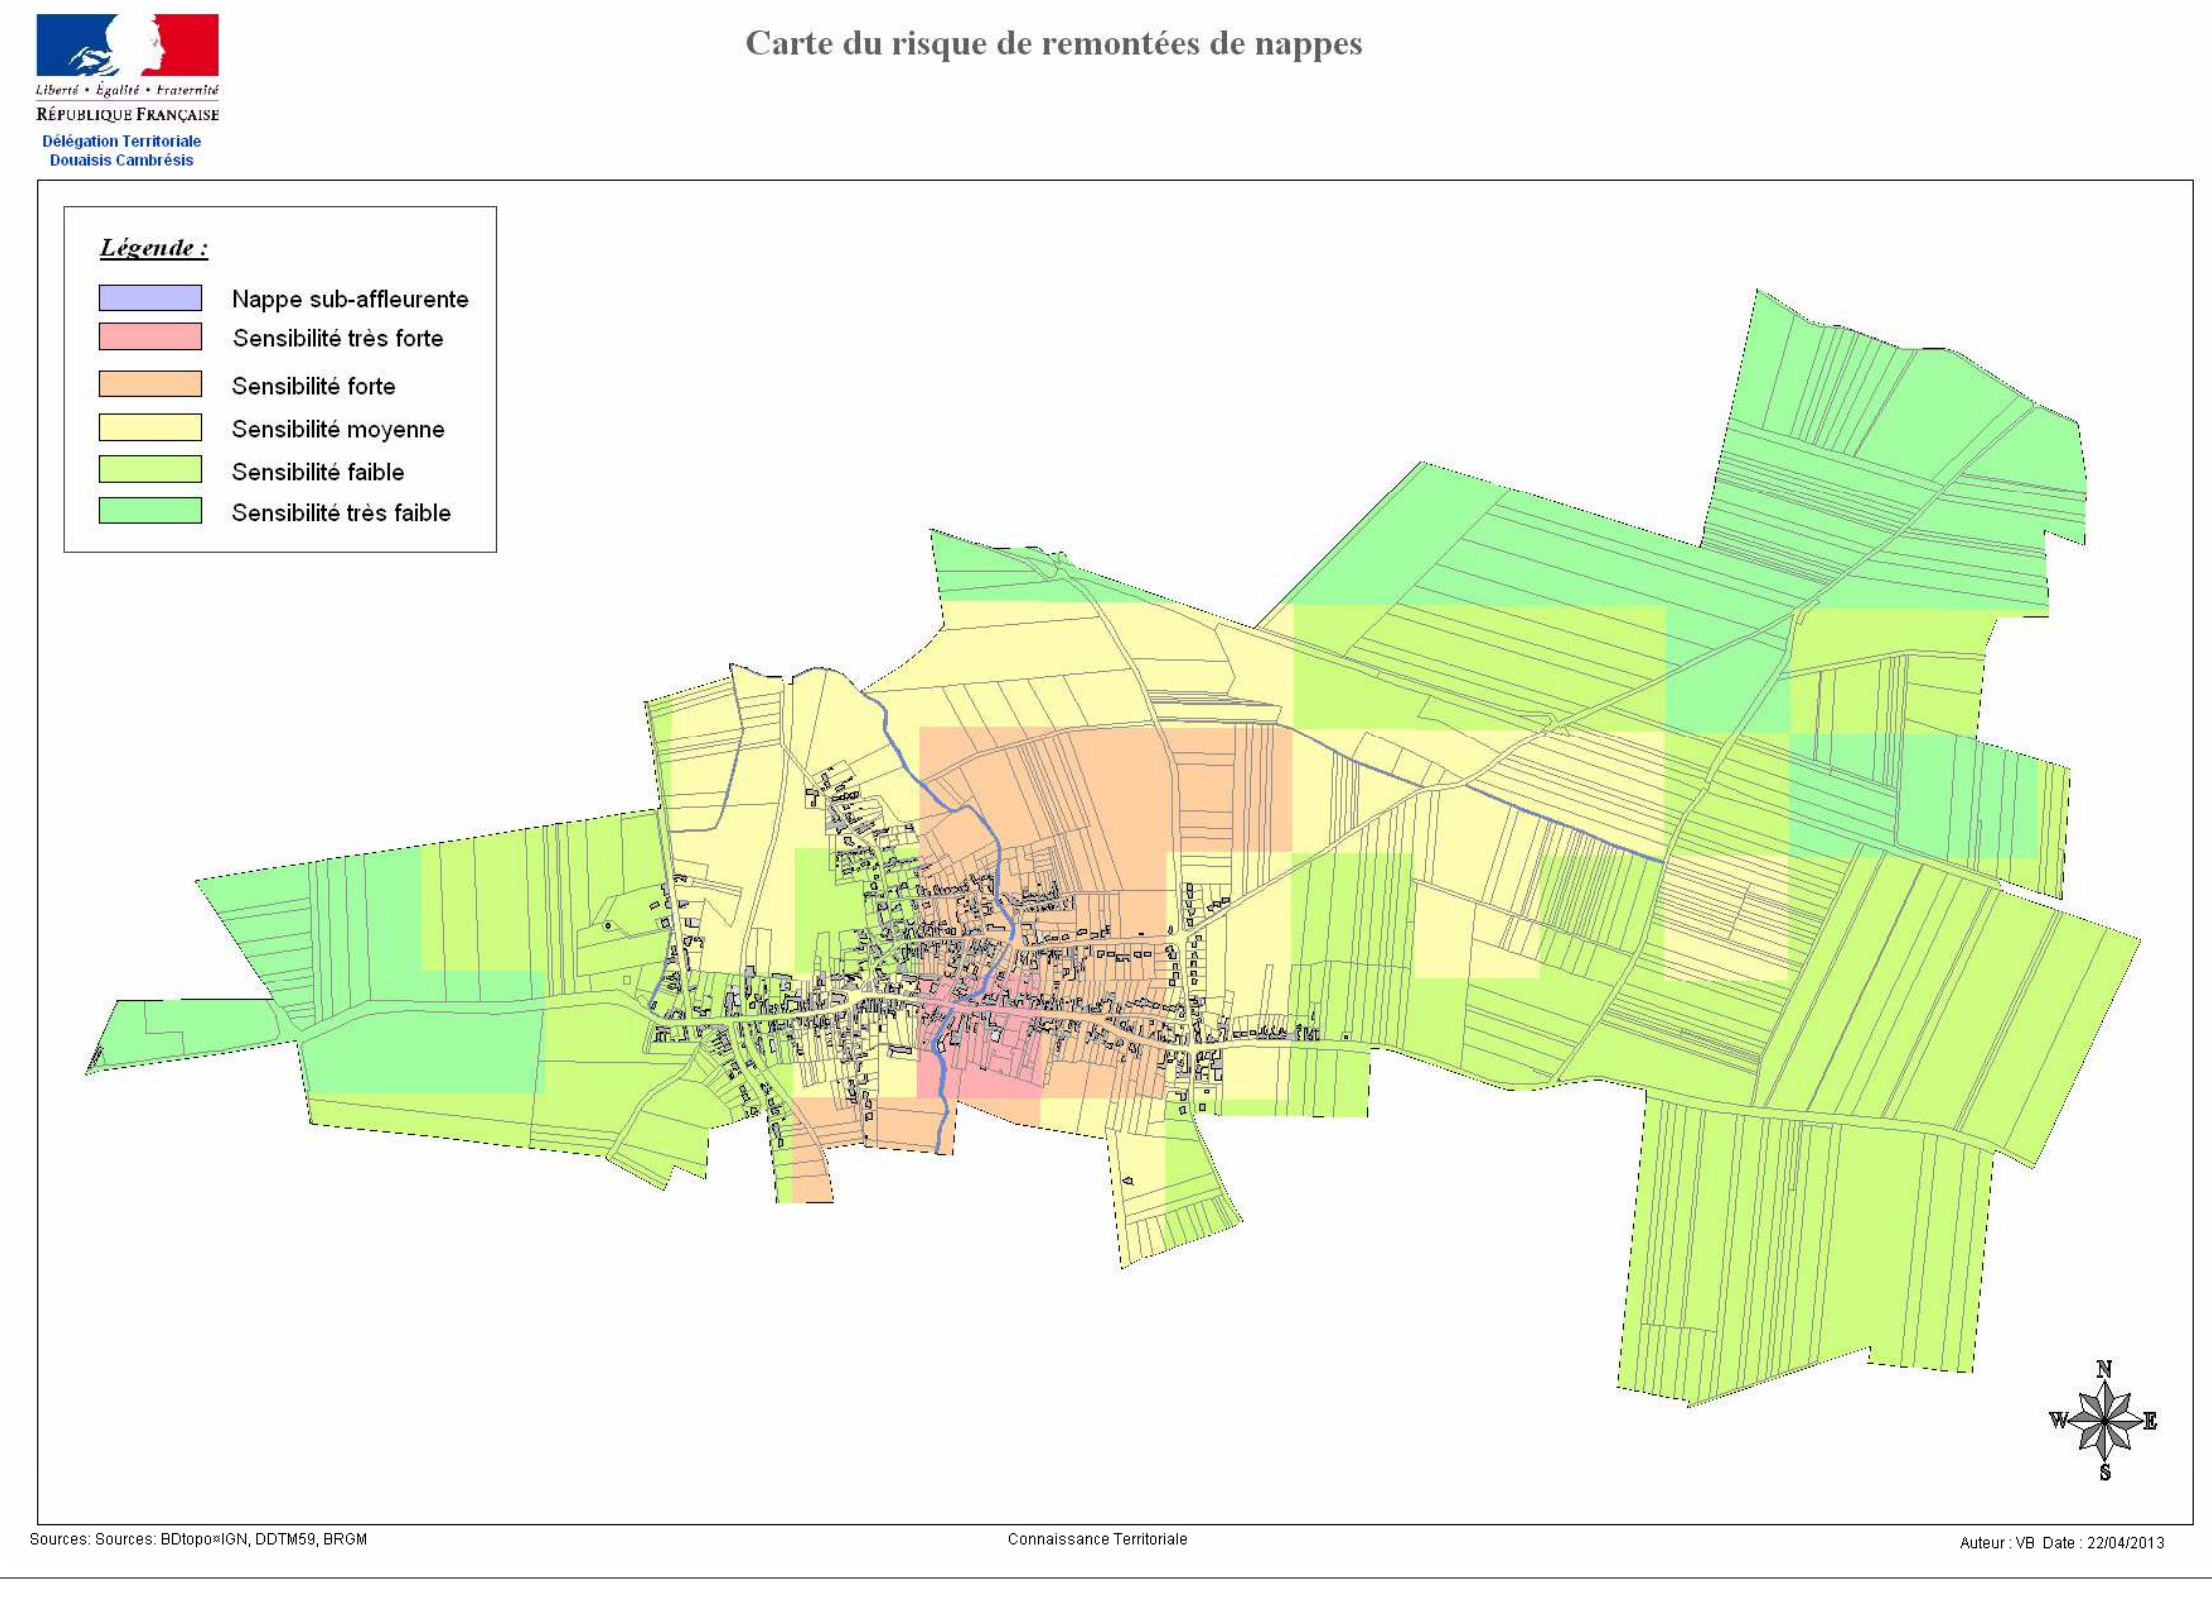 Carte du risque de remontées de nappes
Liberté • Égalité • Fraternité
RÉPUBLIQUE FRANÇAISE
Délégation Territoriale
Douaisis Cambrésis
Légende :
Nappe sub-affleurente
Sensibilité très forte
Sensibilité forte
Sensibilité moyenne
Sensibilité faible
Sensibilité très faible
N
W E
S
Sources: Sources: BDtopo¤IGN, DDTM59, BRGM
Connaissance Territoriale
Auteur : VB Date : 22/04/2013